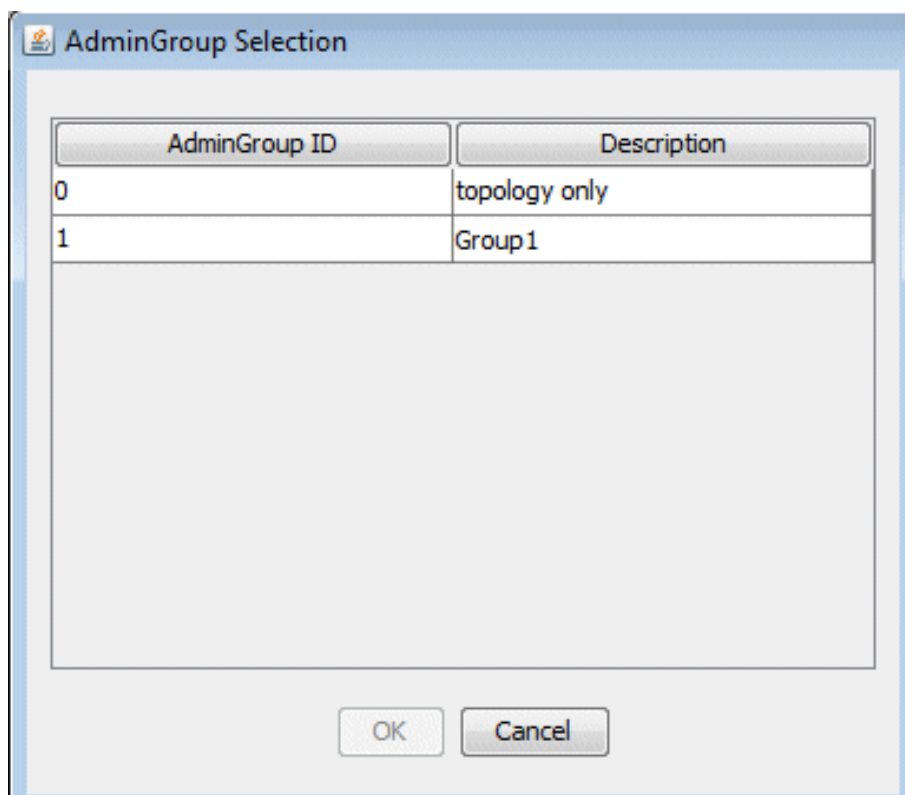 AdminGroup Selection
AdminGroup ID Description
0 topology only
1 Group1
OK Cancel